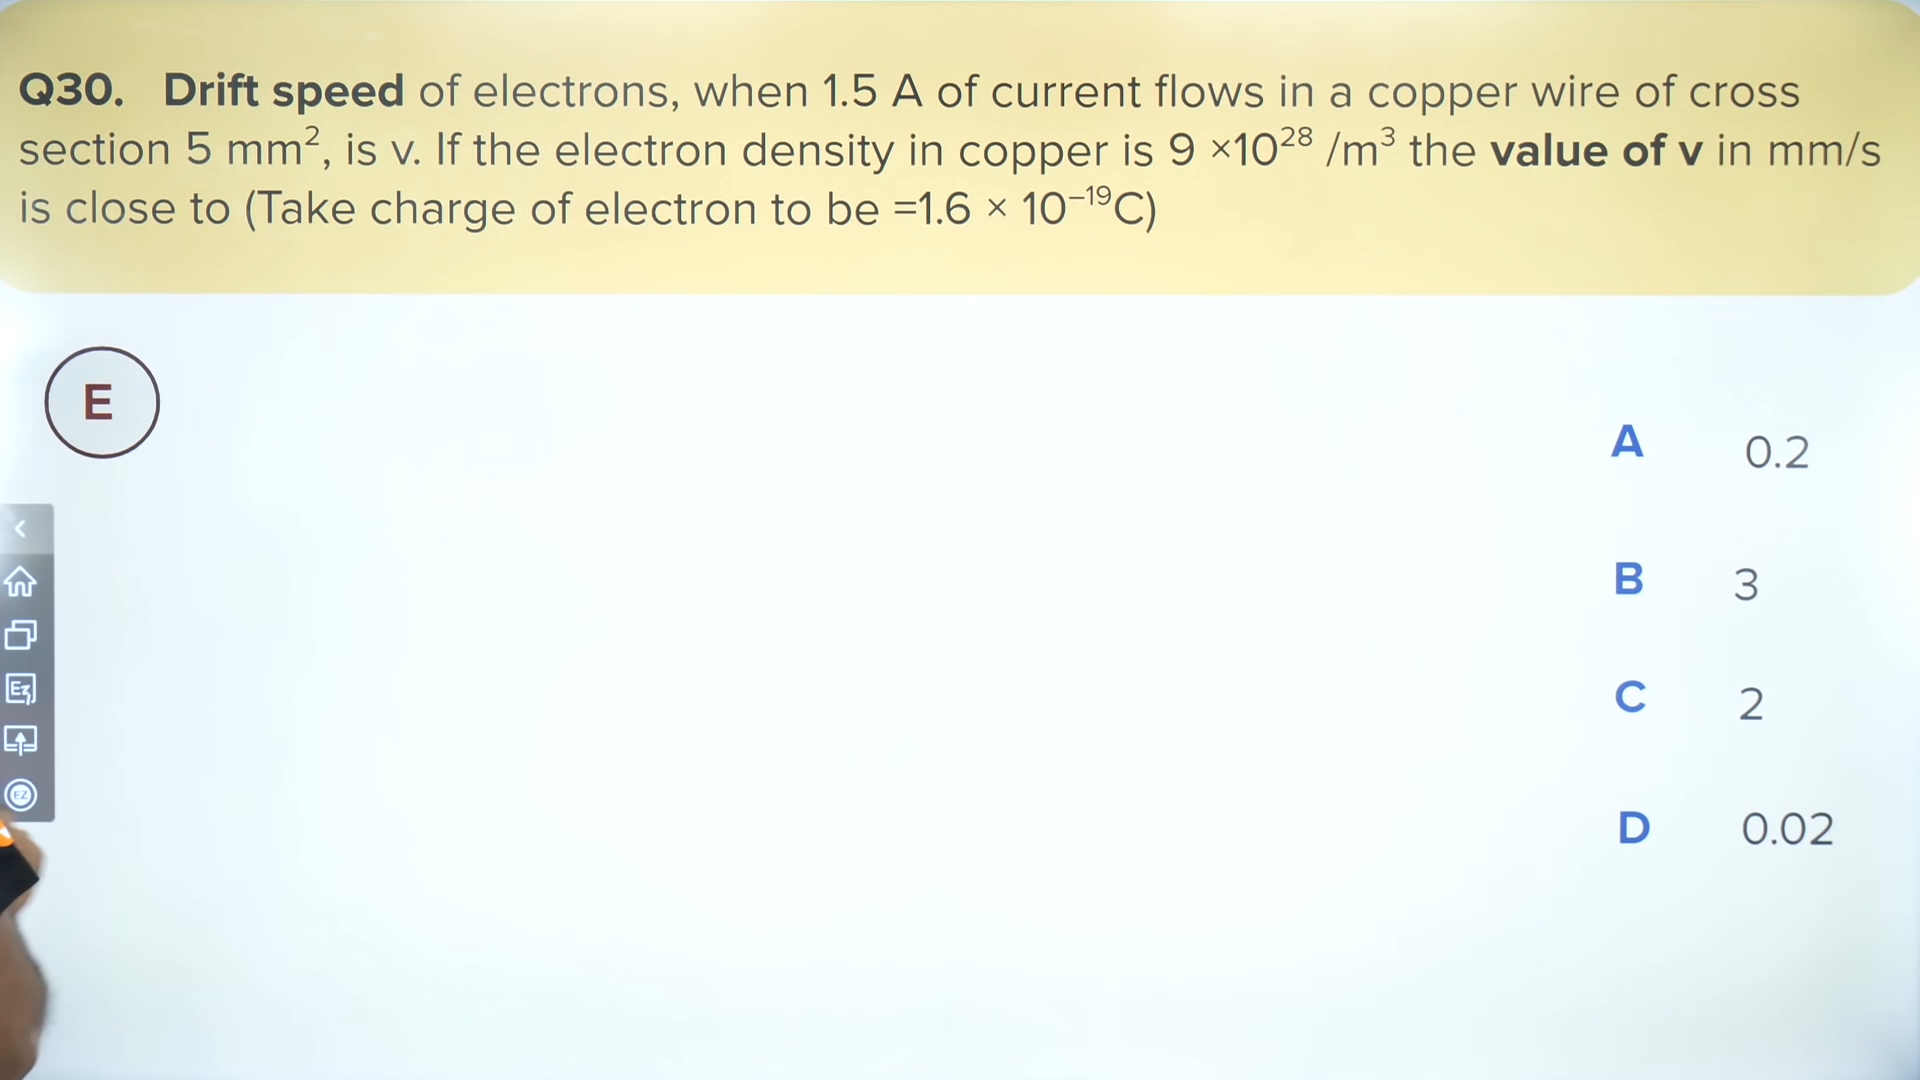 Q30. Drift speed of electrons, when 1.5 A of current flows in a copper wire of cross
section 5 mm², is v. If the electron density in copper is 9 ×10²⁸ /m³ the value of v in mm/s
is close to (Take charge of electron to be =1.6 × 10⁻¹⁹C)
E
A 0.2
B 3
C 2
D 0.02
EZ